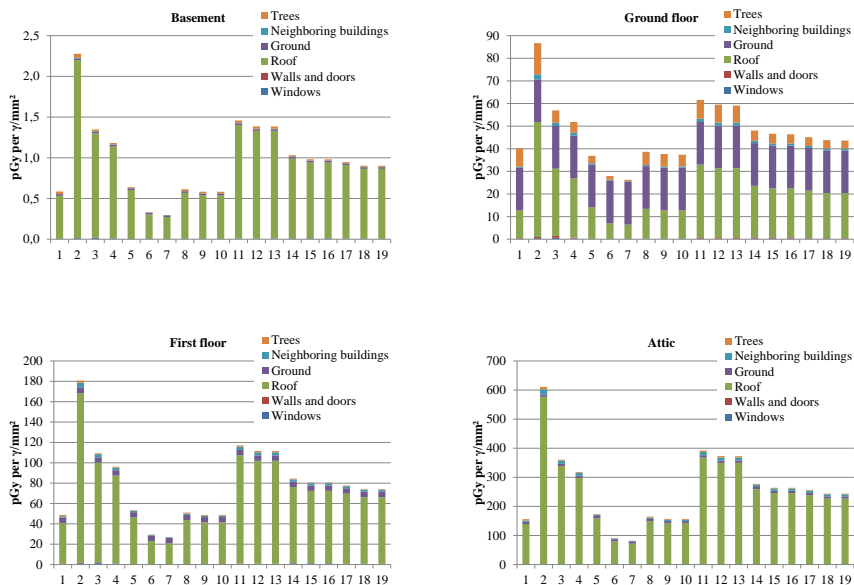 Basement
Trees
Neighboring buildings
Ground
Roof
Walls and doors
Windows
pGy per γ/mm²
2,5
2,0
1,5
1,0
0,5
0,0
1 2 3 4 5 6 7 8 9 10 11 12 13 14 15 16 17 18 19
Ground floor
Trees
Neighboring buildings
Ground
Roof
Walls and doors
Windows
pGy per γ/mm²
90
80
70
60
50
40
30
20
10
0
1 2 3 4 5 6 7 8 9 10 11 12 13 14 15 16 17 18 19
First floor
Trees
Neighboring buildings
Ground
Roof
Walls and doors
Windows
pGy per γ/mm²
200
180
160
140
120
100
80
60
40
20
0
1 2 3 4 5 6 7 8 9 10 11 12 13 14 15 16 17 18 19
Attic
Trees
Neighboring buildings
Ground
Roof
Walls and doors
Windows
pGy per γ/mm²
700
600
500
400
300
200
100
0
1 2 3 4 5 6 7 8 9 10 11 12 13 14 15 16 17 18 19